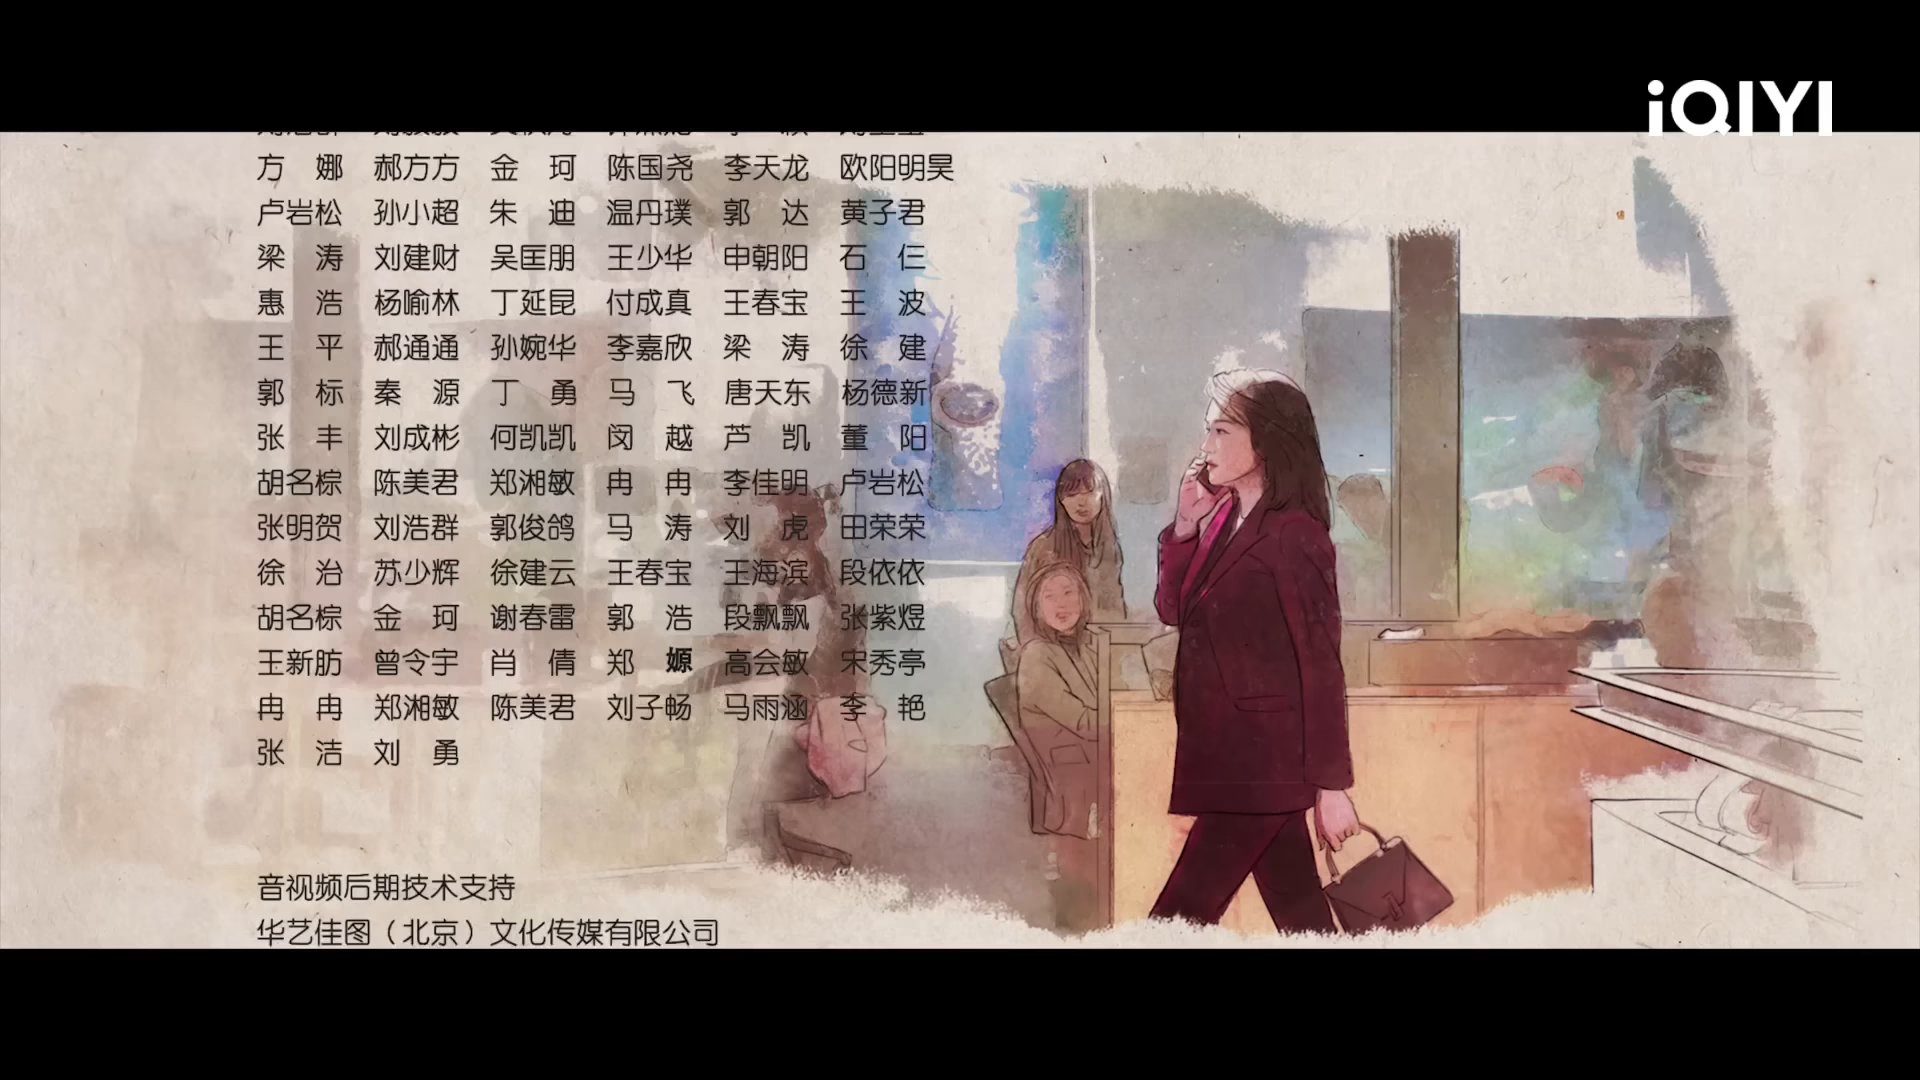 iQIYI
方 娜 郝方方 金 珂 陈国尧 李天龙 欧阳明昊
卢岩松 孙小超 朱 迪 温丹璞 郭 达 黄子君
梁 涛 刘建财 吴匡朋 王少华 申朝阳 石 仨
惠 浩 杨喻林 丁延昆 付成真 王春宝 王 波
王 平 郝通通 孙婉华 李嘉欣 梁 涛 徐 建
郭 标 秦 源 丁 勇 马 飞 唐天东 杨德新
张 丰 刘成彬 何凯凯 闵 越 芦 凯 董 阳
胡名棕 陈美君 郑湘敏 冉 冉 李佳明 卢岩松
张明贺 刘浩群 郭俊鸽 马 涛 刘 虎 田荣荣
徐 治 苏少辉 徐建云 王春宝 王海滨 段依依
胡名棕 金 珂 谢春雷 郭 浩 段飘飘 张紫煜
王新肪 曾令宇 肖 倩 郑 嫄 高会敏 宋秀亭
冉 冉 郑湘敏 陈美君 刘子畅 马雨涵 李 艳
张 洁 刘 勇
音视频后期技术支持
华艺佳图（北京）文化传媒有限公司